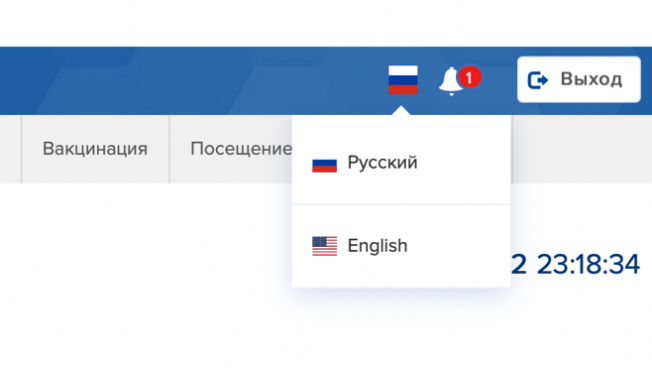 1
Выход
Вакцинация
Посещение
Русский
English
2 23:18:34